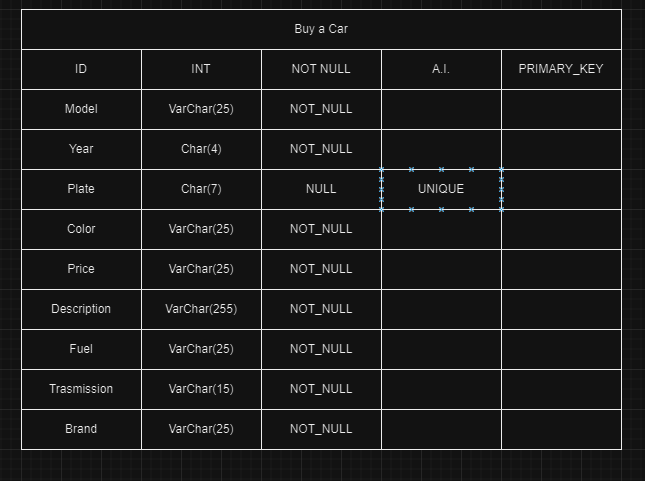 Buy a Car
ID INT NOT NULL A.I. PRIMARY_KEY
Model VarChar(25) NOT_NULL
Year Char(4) NOT_NULL
Plate Char(7) NULL UNIQUE
Color VarChar(25) NOT_NULL
Price VarChar(25) NOT_NULL
Description VarChar(255) NOT_NULL
Fuel VarChar(25) NOT_NULL
Trasmission VarChar(15) NOT_NULL
Brand VarChar(25) NOT_NULL